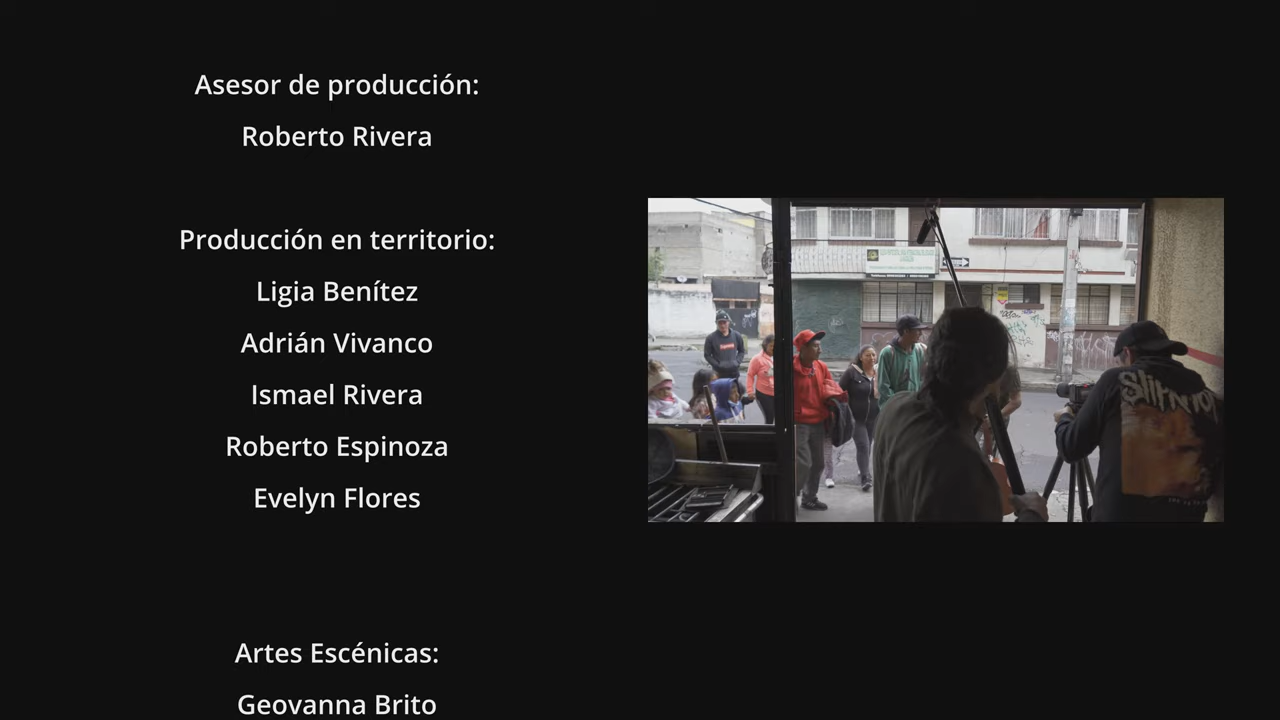 Asesor de producción:
Roberto Rivera
Producción en territorio:
Ligia Benítez
Adrián Vivanco
Ismael Rivera
Roberto Espinoza
Evelyn Flores
Artes Escénicas:
Geovanna Brito